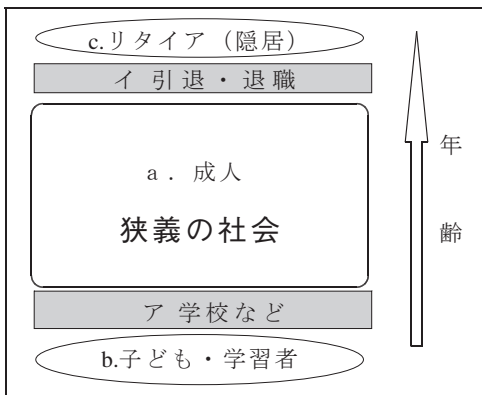 c.リタイア（隠居）
イ 引退・退職
a．成人
狭義の社会
ア 学校など
b.子ども・学習者
年
齢